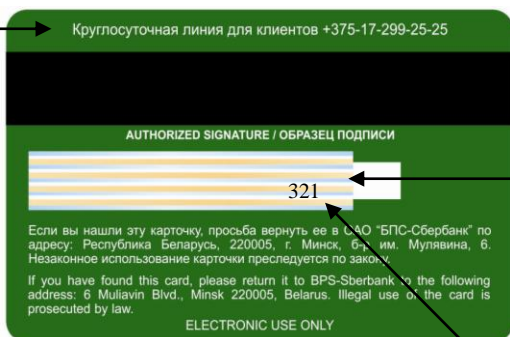 Круглосуточная линия для клиентов +375-17-299-25-25
AUTHORIZED SIGNATURE / ОБРАЗЕЦ ПОДПИСИ
321
Если вы нашли эту карточку, просьба вернуть ее в ОАО "БПС-Сбербанк" по
адресу: Республика Беларусь, 220005, г. Минск, б-р им. Мулявина, 6.
Незаконное использование карточки преследуется по закону.
If you have found this card, please return it to BPS-Sberbank to the following
address: 6 Muliavin Blvd., Minsk 220005, Belarus. Illegal use of the card is
prosecuted by law.
ELECTRONIC USE ONLY